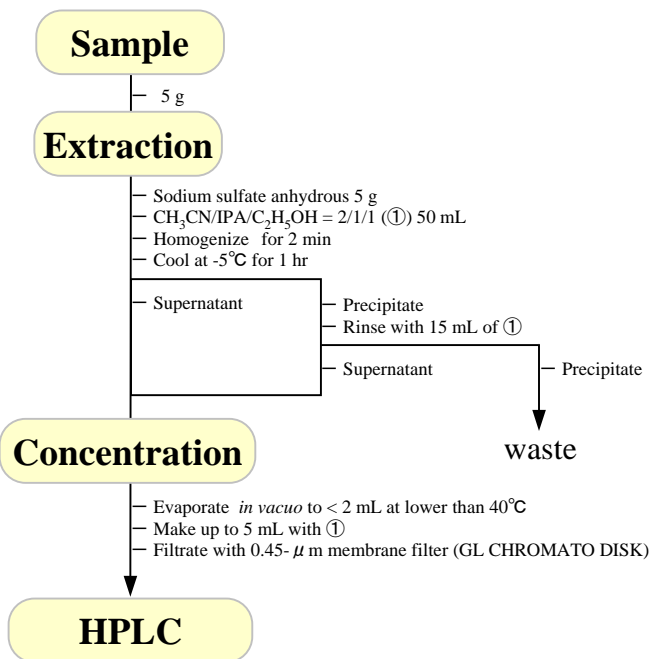 Sample
5 g
Extraction
Sodium sulfate anhydrous 5 g
CH₃CN/IPA/C₂H₅OH = 2/1/1 (①) 50 mL
Homogenize for 2 min
Cool at -5℃ for 1 hr
Supernatant
Precipitate
Rinse with 15 mL of ①
Supernatant
Precipitate
waste
Concentration
Evaporate in vacuo to < 2 mL at lower than 40℃
Make up to 5 mL with ①
Filtrate with 0.45-μm membrane filter (GL CHROMATO DISK)
HPLC